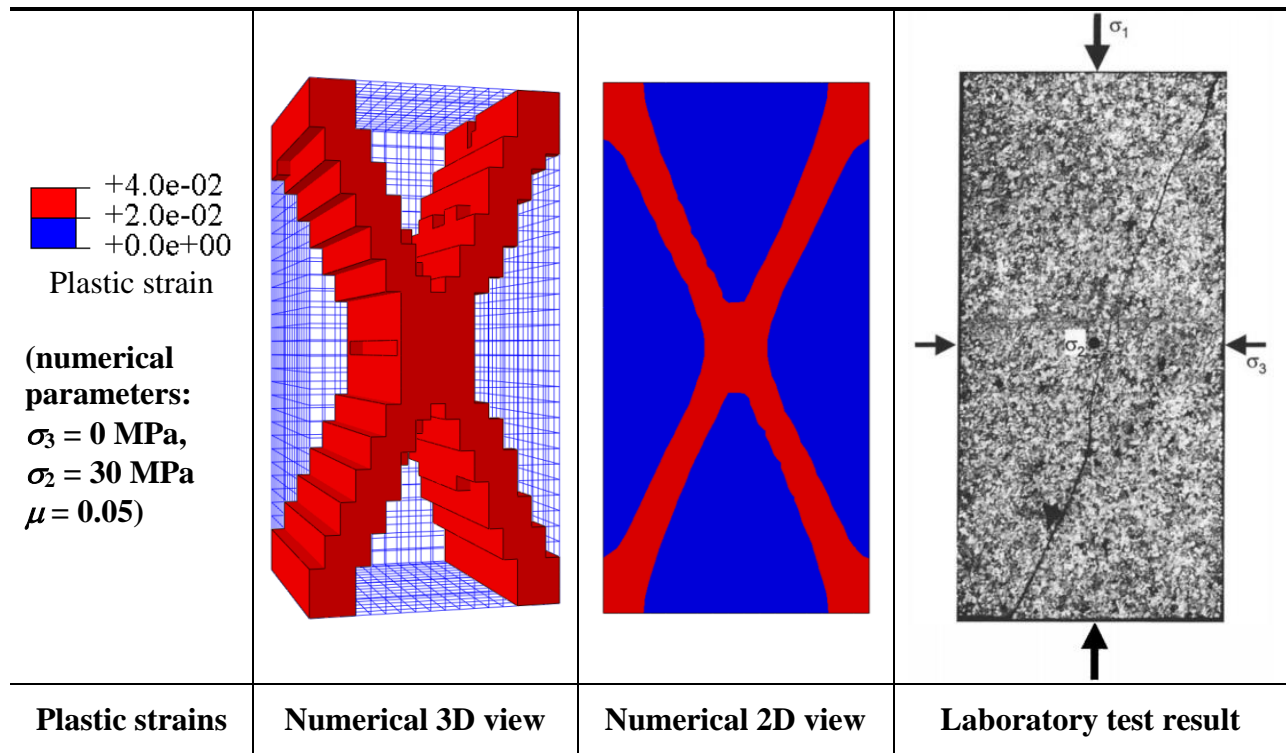 +4.0e-02
+2.0e-02
+0.0e+00
Plastic strain
(numerical
parameters:
σ3 = 0 MPa,
σ2 = 30 MPa
μ = 0.05)
σ1
σ2
σ3
Plastic strains
Numerical 3D view
Numerical 2D view
Laboratory test result